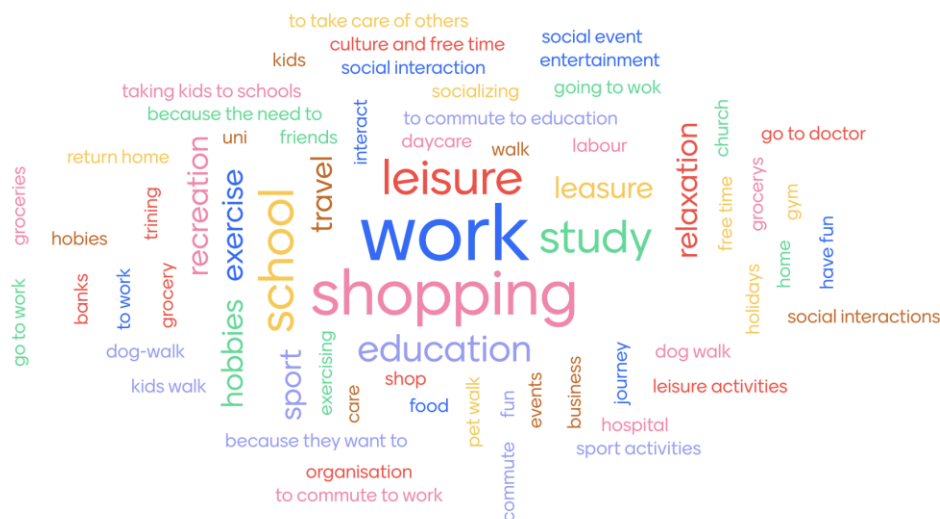 to take care of others
culture and free time
social event
kids
social interaction
entertainment
taking kids to schools
socializing
going to wok
because the need to
interact
to commute to education
church
uni
friends
daycare
walk
labour
go to doctor
return home
recreation
travel
leisure
leasure
relaxation
free time
grocerys
gym
groceries
hobies
trining
exercise
school
work
study
home
have fun
go to work
banks
to work
grocery
shopping
holidays
social interactions
dog-walk
hobbies
sport
exercising
education
dog walk
kids walk
care
shop
food
pet walk
fun
events
business
journey
leisure activities
hospital
because they want to
commute
sport activities
organisation
to commute to work